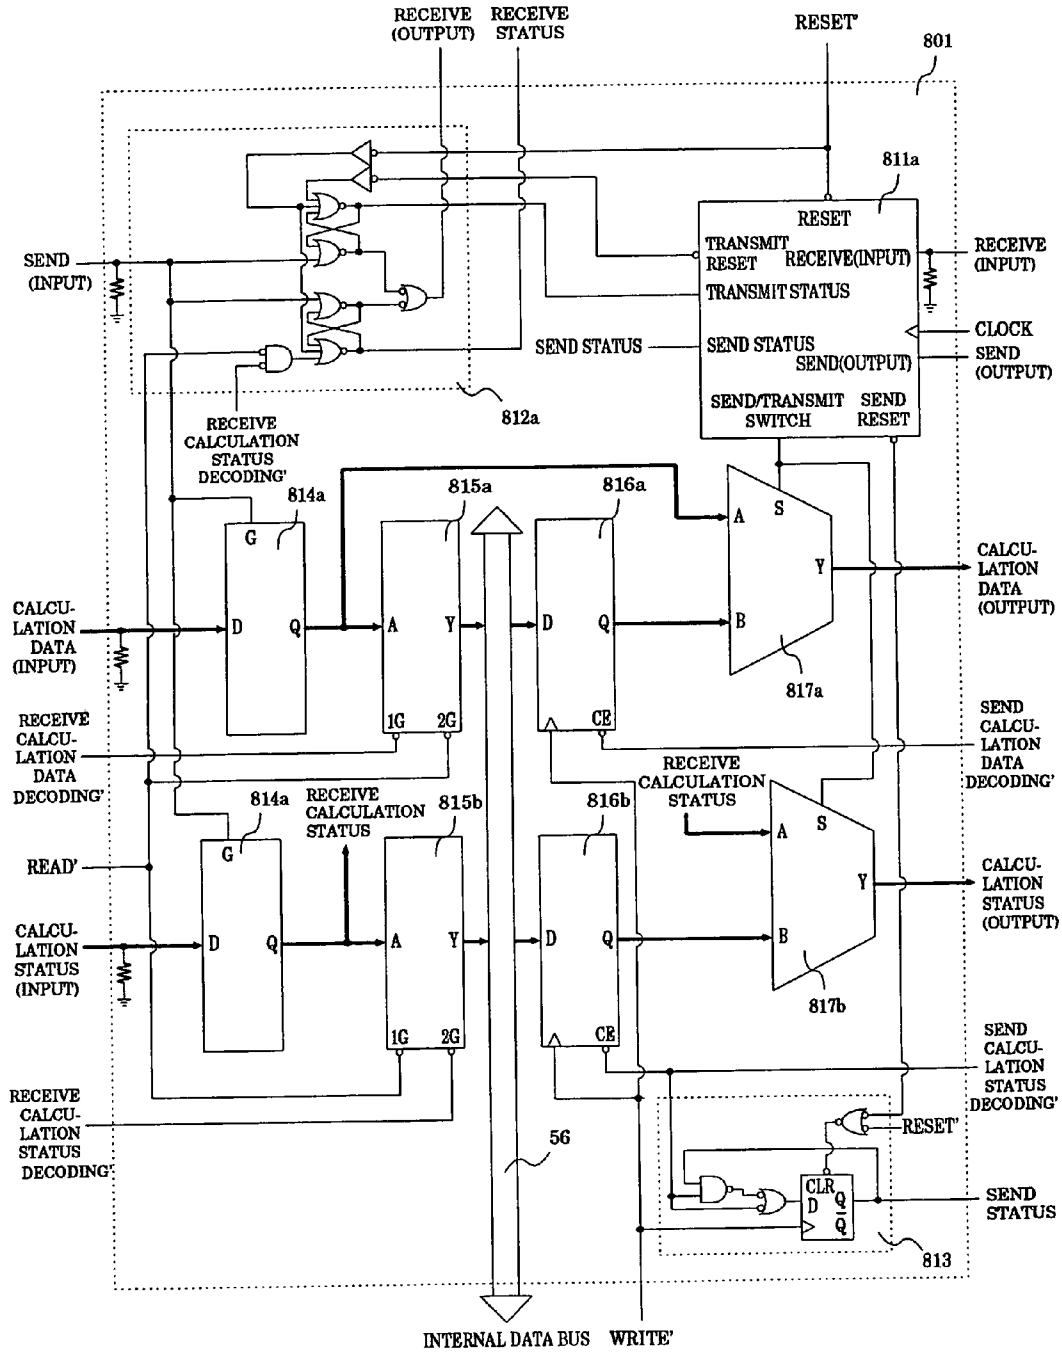 RECEIVE
(OUTPUT)
RECEIVE
STATUS
RESET'
801
811a
RESET
TRANSMIT
RESET
RECEIVE(INPUT)
TRANSMIT STATUS
SEND STATUS
SEND(OUTPUT)
SEND/TRANSMIT
SWITCH
SEND
RESET
RECEIVE
(INPUT)
CLOCK
SEND
(OUTPUT)
SEND
(INPUT)
SEND STATUS
812a
RECEIVE
CALCULATION
STATUS
DECODING'
814a
G
D
Q
815a
A
Y
1G
2G
816a
D
Q
CE
A
S
Y
B
817a
CALCU-
LATION
DATA
(OUTPUT)
CALCU-
LATION
DATA
(INPUT)
RECEIVE
CALCU-
LATION
DATA
DECODING'
SEND
CALCU-
LATION
DATA
DECODING'
READ'
814a
G
D
Q
RECEIVE
CALCULATION
STATUS
815b
A
Y
1G
2G
816b
D
Q
CE
RECEIVE
CALCULATION
STATUS
A
S
Y
B
817b
CALCU-
LATION
STATUS
(OUTPUT)
CALCU-
LATION
STATUS
(INPUT)
SEND
CALCU-
LATION
STATUS
DECODING'
RECEIVE
CALCU-
LATION
STATUS
DECODING'
56
RESET'
CLR
D
Q
Q
SEND
STATUS
813
INTERNAL DATA BUS
WRITE'